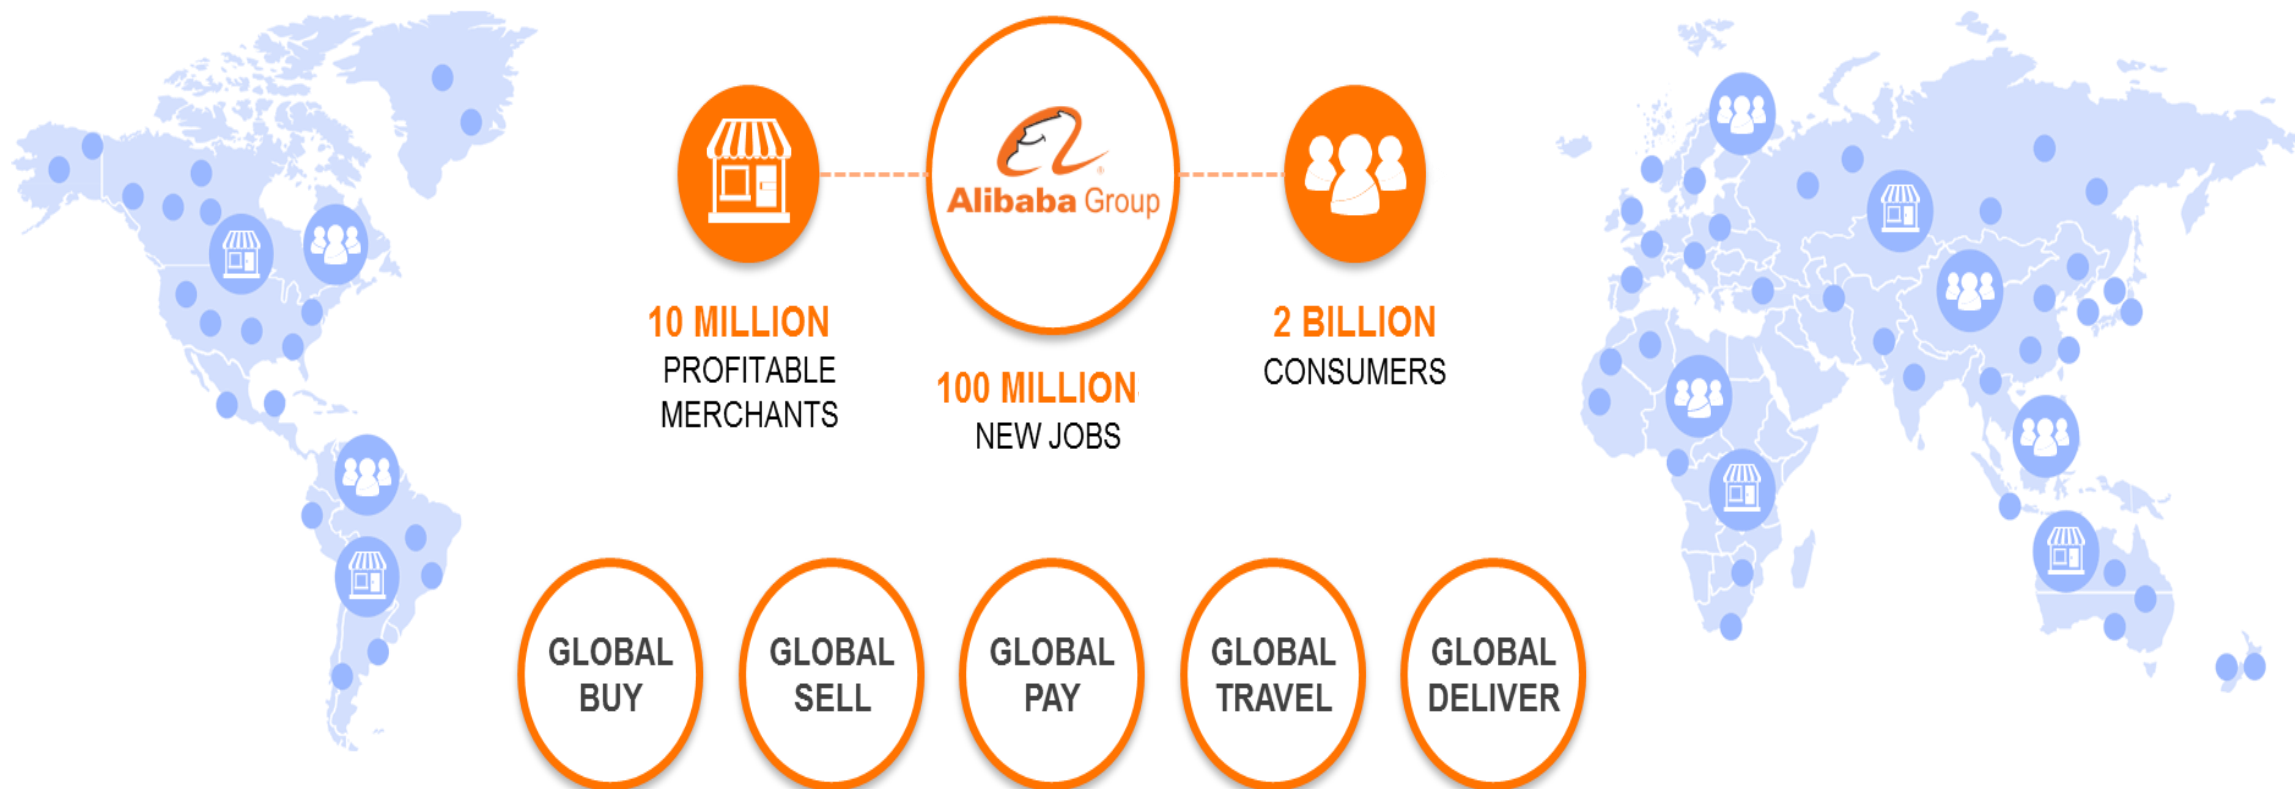 Alibaba Group
10 MILLION
PROFITABLE
MERCHANTS
100 MILLION
NEW JOBS
2 BILLION
CONSUMERS
GLOBAL
BUY
GLOBAL
SELL
GLOBAL
PAY
GLOBAL
TRAVEL
GLOBAL
DELIVER